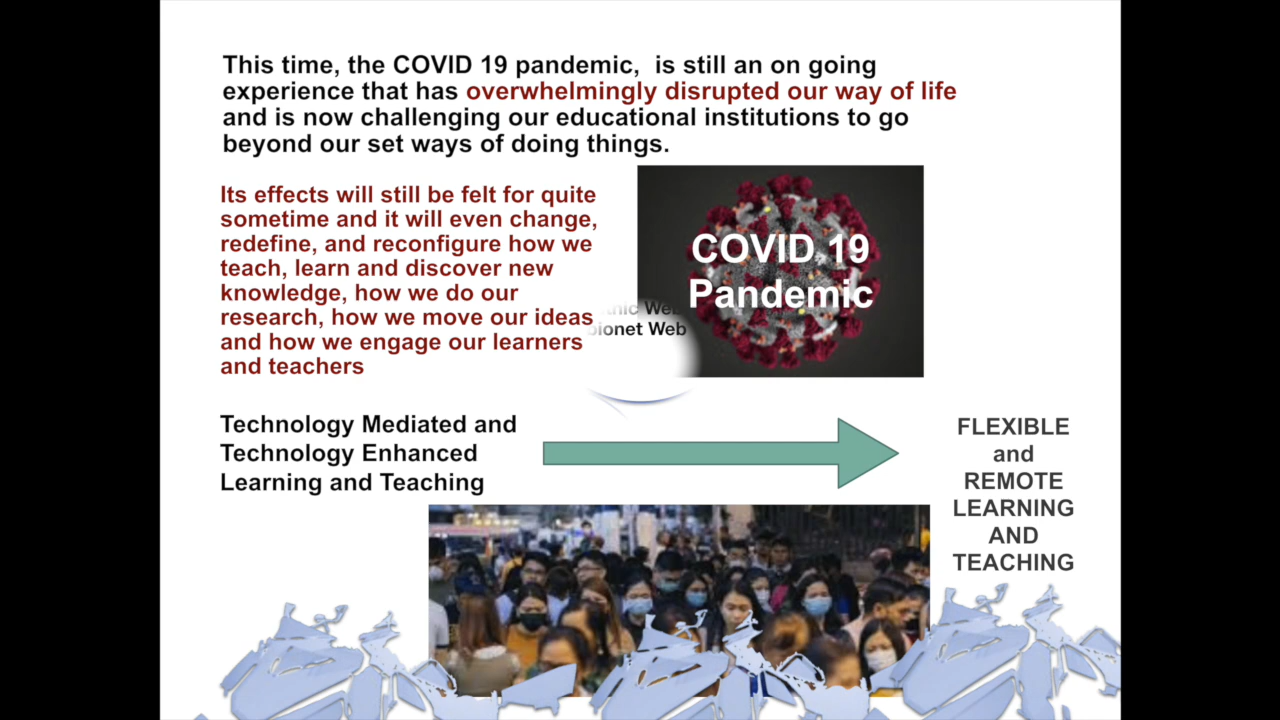 This time, the COVID 19 pandemic, is still an on going
experience that has overwhelmingly disrupted our way of life
and is now challenging our educational institutions to go
beyond our set ways of doing things.
Its effects will still be felt for quite
sometime and it will even change,
redefine, and reconfigure how we
teach, learn and discover new
knowledge, how we do our
research, how we move our ideas
and how we engage our learners
and teachers
COVID 19
Pandemic
Web
Technology Mediated and
Technology Enhanced
Learning and Teaching
FLEXIBLE
and
REMOTE
LEARNING
AND
TEACHING